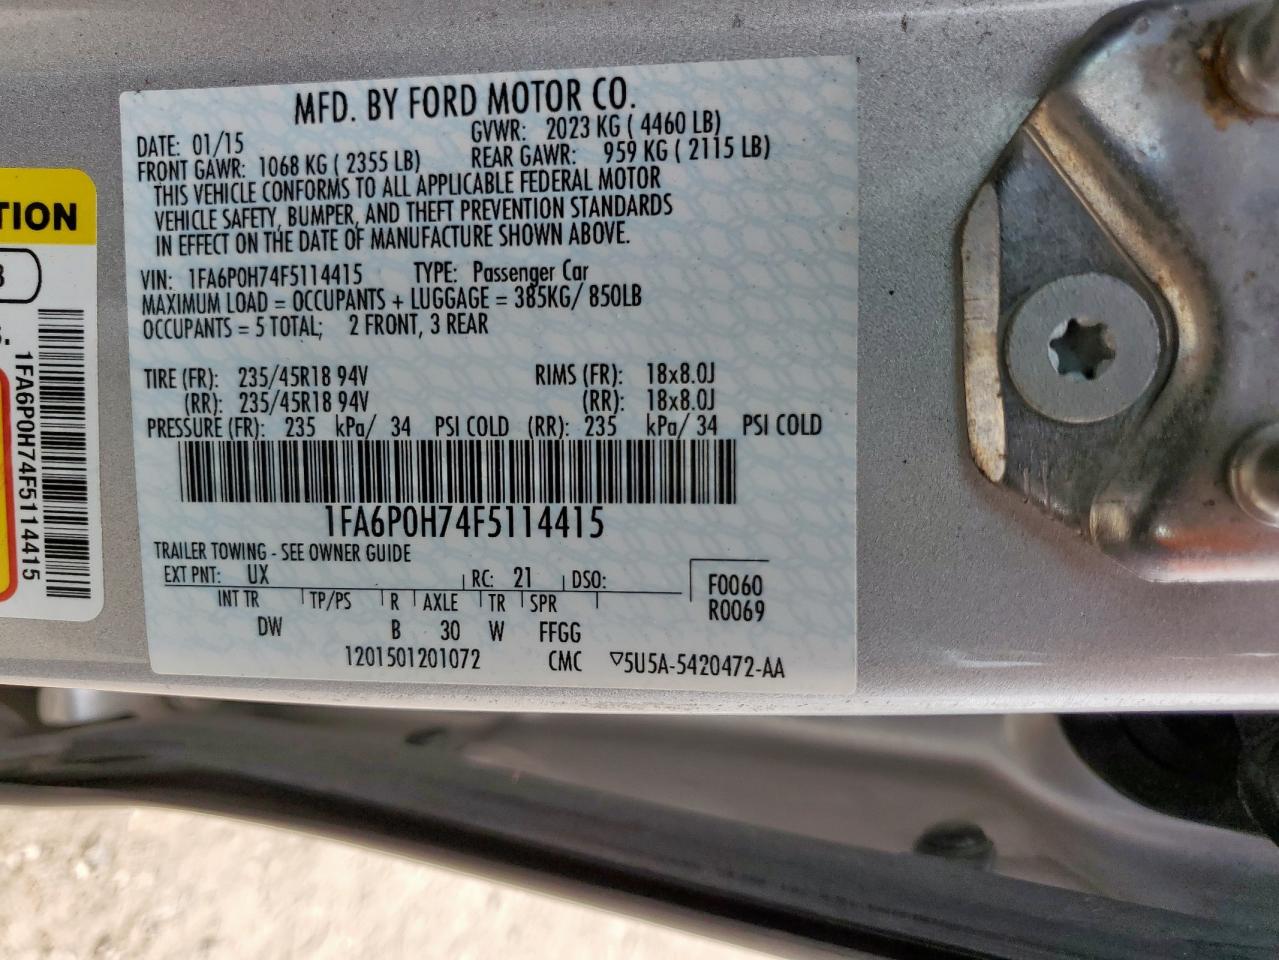 MFD. BY FORD MOTOR CO.
DATE: 01/15 GVWR: 2023 KG ( 4460 LB)
FRONT GAWR: 1068 KG ( 2355 LB) REAR GAWR: 959 KG ( 2115 LB)
THIS VEHICLE CONFORMS TO ALL APPLICABLE FEDERAL MOTOR
VEHICLE SAFETY, BUMPER, AND THEFT PREVENTION STANDARDS
IN EFFECT ON THE DATE OF MANUFACTURE SHOWN ABOVE.
VIN: 1FA6P0H74F5114415 TYPE: Passenger Car
MAXIMUM LOAD = OCCUPANTS + LUGGAGE = 385KG/ 850LB
OCCUPANTS = 5 TOTAL; 2 FRONT, 3 REAR
TIRE (FR): 235/45R18 94V RIMS (FR): 18x8.0J
(RR): 235/45R18 94V (RR): 18x8.0J
PRESSURE (FR): 235 kPa/ 34 PSI COLD (RR): 235 kPa/ 34 PSI COLD
1FA6P0H74F5114415
TRAILER TOWING - SEE OWNER GUIDE
EXT PNT: UX RC: 21 DSO: F0060
INT TR TP/PS R AXLE TR SPR R0069
DW B 30 W FFGG
1201501201072 CMC ▽5U5A-5420472-AA
TION
1FA6P0H74F5114415